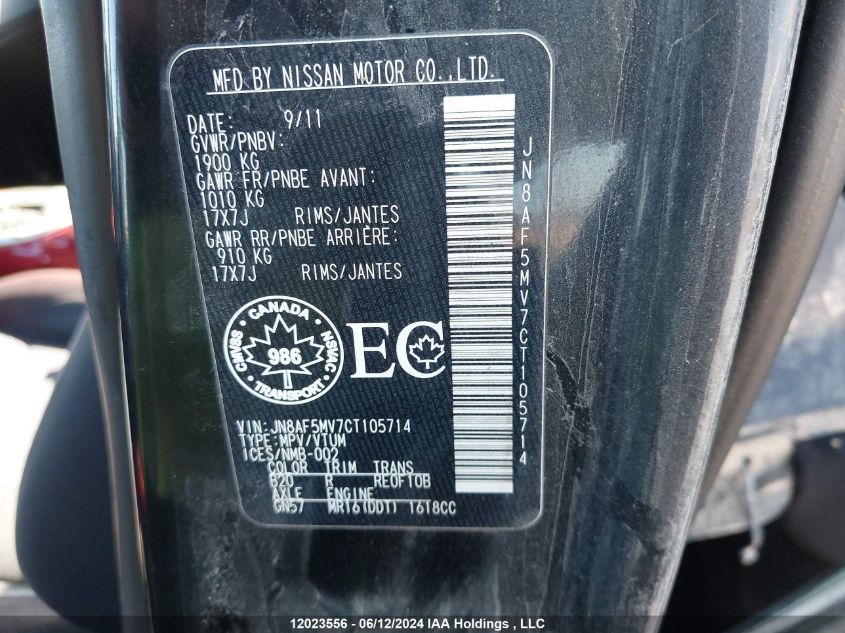 MFD BY NISSAN MOTOR CO.,LTD.
DATE: 9/11
GVWR/PNBV:
1900 KG
GAWR FR/PNBE AVANT:
1010 KG
17X7J RIMS/JANTES
GAWR RR/PNBE ARRIÈRE:
910 KG
17X7J RIMS/JANTES
CANADA
CMVSS 986 NSVAC
TRANSPORT
EC
VIN:JN8AF5MV7CT105714
TYPE:MPV/VTUM
ICES/NMB-002
COLOR TRIM TRANS
B20 R RE0F10B
AXLE ENGINE
GN57 MR16(DDT) 1618CC
JN8AF5MV7CT105714
12023556 - 06/12/2024 IAA Holdings , LLC